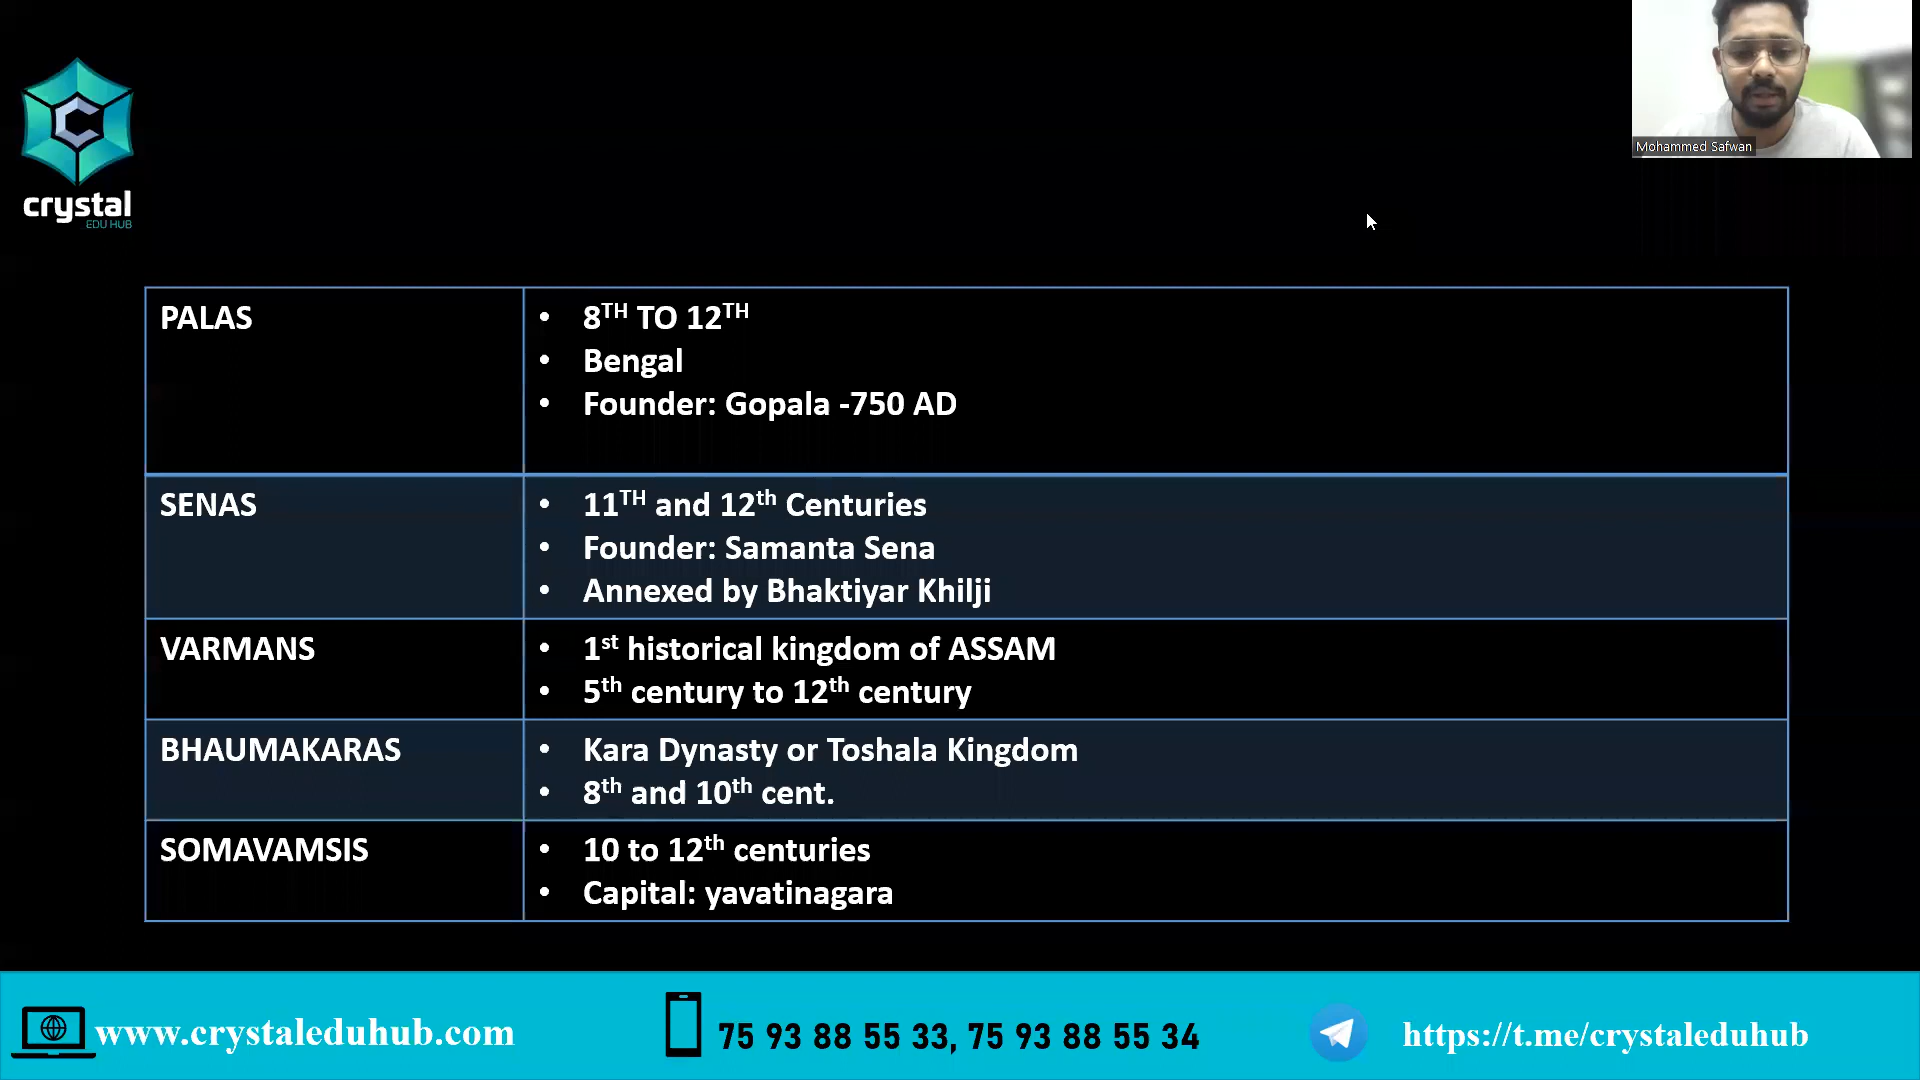 C
crystal
EDU HUB
Mohammed Safwan
PALAS
• 8TH TO 12TH
• Bengal
• Founder: Gopala -750 AD
SENAS
• 11TH and 12th Centuries
• Founder: Samanta Sena
• Annexed by Bhaktiyar Khilji
VARMANS
• 1st historical kingdom of ASSAM
• 5th century to 12th century
BHAUMAKARAS
• Kara Dynasty or Toshala Kingdom
• 8th and 10th cent.
SOMAVAMSIS
• 10 to 12th centuries
• Capital: yavatinagara
www.crystaleduhub.com
75 93 88 55 33, 75 93 88 55 34
https://t.me/crystaleduhub